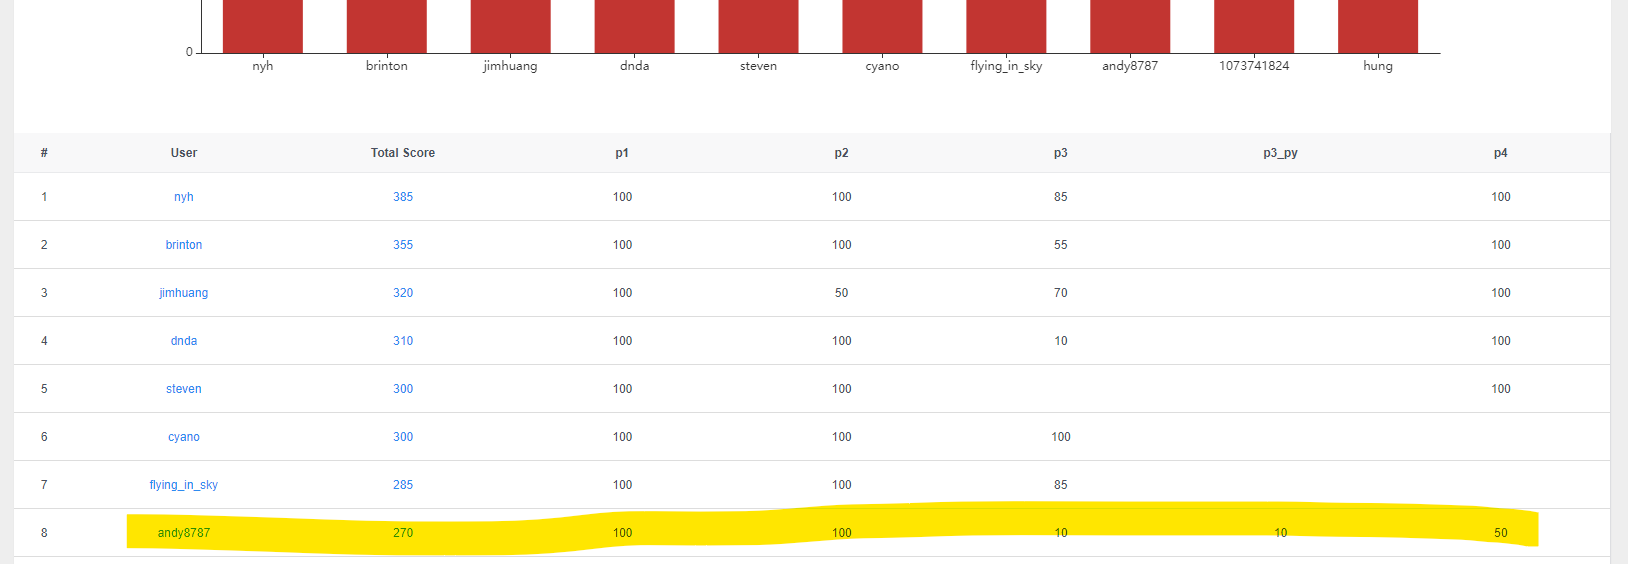 0
nyh brinton jimhuang dnda steven cyano flying_in_sky andy8787 1073741824 hung
# User Total Score p1 p2 p3 p3_py p4
1 nyh 385 100 100 85 100
2 brinton 355 100 100 55 100
3 jimhuang 320 100 50 70 100
4 dnda 310 100 100 10 100
5 steven 300 100 100 100
6 cyano 300 100 100 100
7 flying_in_sky 285 100 100 85
8 andy8787 270 100 100 10 10 50